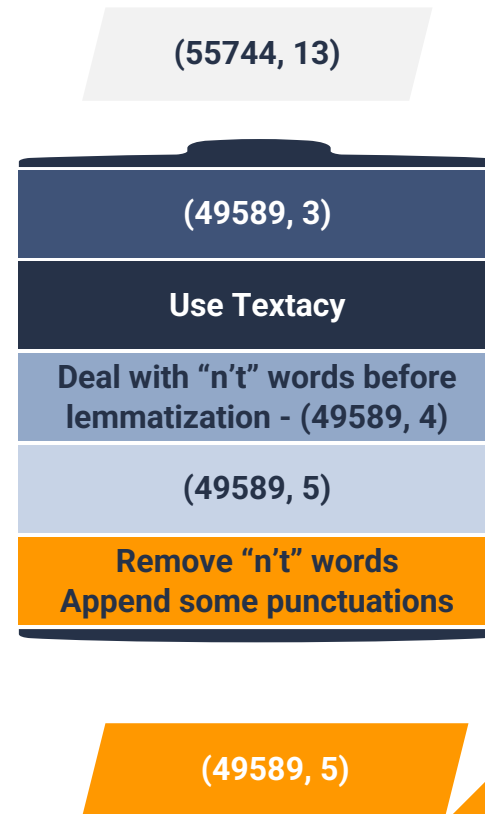 (55744, 13)
(49589, 3)
Use Textacy
Deal with “n’t” words before
lemmatization - (49589, 4)
(49589, 5)
Remove “n’t” words
Append some punctuations
(49589, 5)